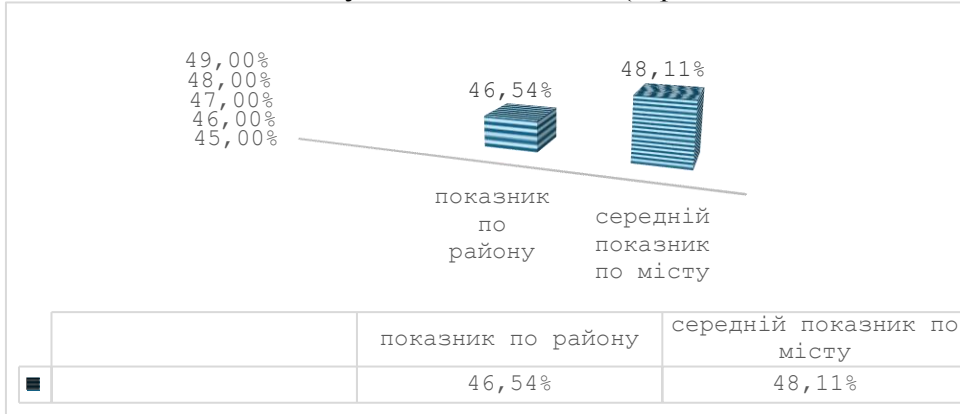 49,00%
48,00%
47,00%
46,00%
45,00%
46,54%
48,11%
показник
по
району
середній
показник
по місту
показник по району
середній показник по
місту
46,54%
48,11%